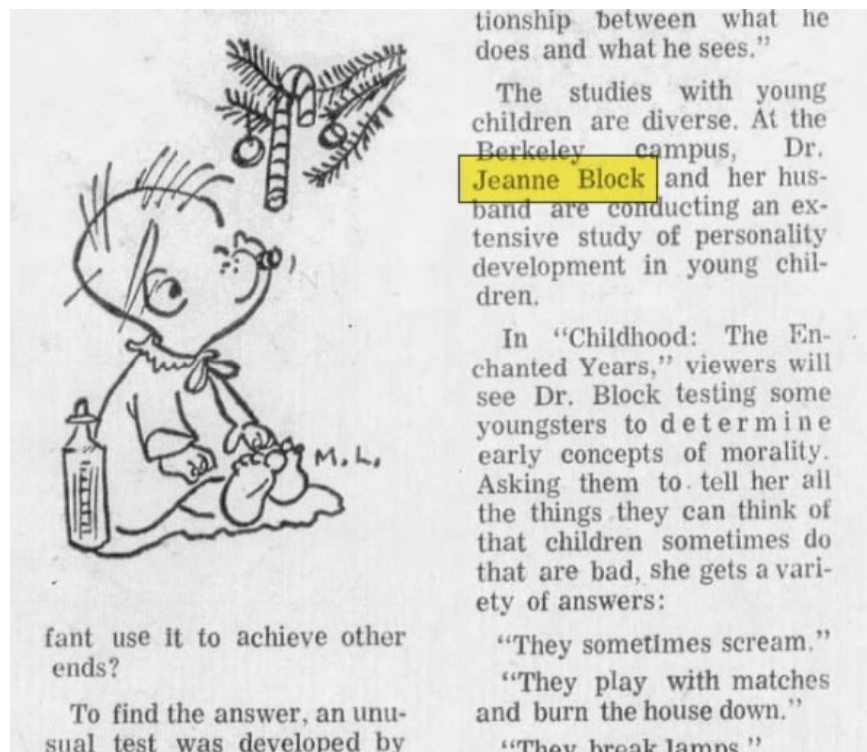 M.L.
fant use it to achieve other
ends?
To find the answer, an unu-
sual test was developed by
tionship between what he
does and what he sees."
The studies with young
children are diverse. At the
Berkeley campus, Dr.
Jeanne Block and her hus-
band are conducting an ex-
tensive study of personality
development in young chil-
dren.
In "Childhood: The En-
chanted Years," viewers will
see Dr. Block testing some
youngsters to determine
early concepts of morality.
Asking them to tell her all
the things they can think of
that children sometimes do
that are bad, she gets a vari-
ety of answers:
"They sometimes scream."
"They play with matches
and burn the house down."
"They break lamps."